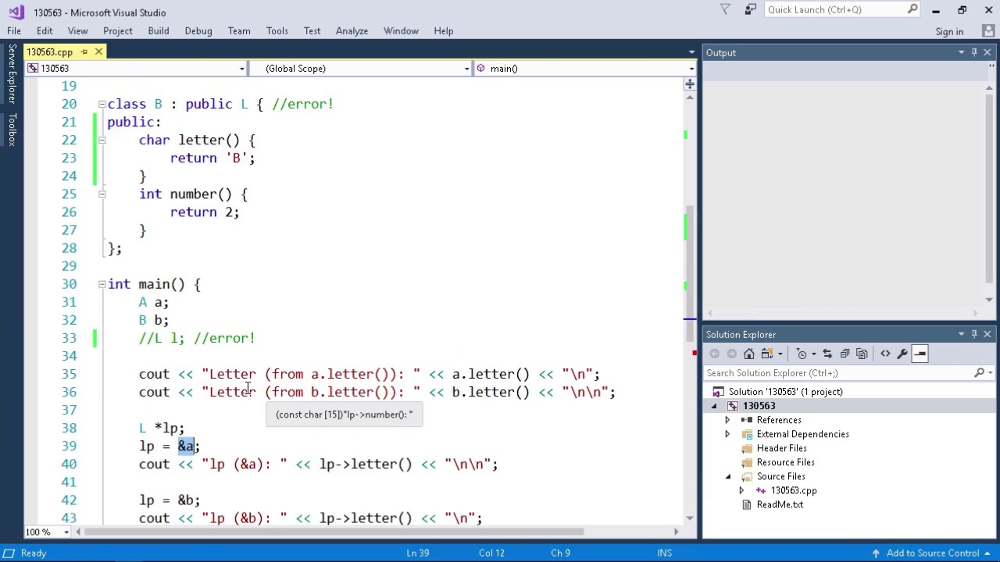 130563 - Microsoft Visual Studio
Quick Launch (Ctrl+Q)
File Edit View Project Build Debug Team Tools Test Analyze Window Help
Sign in
Server Explorer
Toolbox
130563.cpp
130563
(Global Scope)
main()
19
20 class B : public L { //error!
21 public:
22 char letter() {
23 return 'B';
24 }
25 int number() {
26 return 2;
27 }
28 };
29
30 int main() {
31 A a;
32 B b;
33 //L l; //error!
34
35 cout << "Letter (from a.letter()): " << a.letter() << "\n";
36 cout << "Letter (from b.letter()): " << b.letter() << "\n\n";
37
(const char [15])"lp->number(): "
38 L *lp;
39 lp = &a;
40 cout << "lp (&a): " << lp->letter() << "\n\n";
41
42 lp = &b;
43 cout << "lp (&b): " << lp->letter() << "\n";
100 %
Output
Solution Explorer
Search Solution Explorer (Ctrl+;)
Solution '130563' (1 project)
130563
References
External Dependencies
Header Files
Resource Files
Source Files
130563.cpp
ReadMe.txt
Ready
Ln 39
Col 12
Ch 9
INS
Add to Source Control